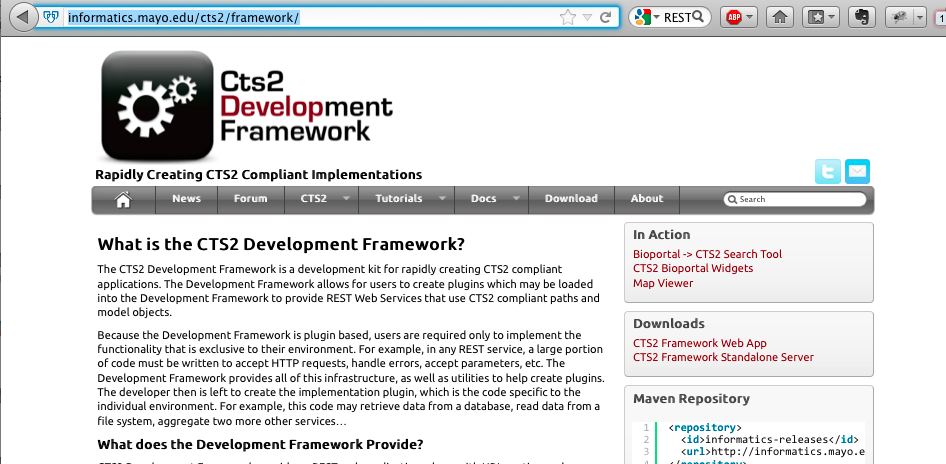 informatics.mayo.edu/cts2/framework/
REST
ABP
1
Cts2
Development
Framework
Rapidly Creating CTS2 Compliant Implementations
News Forum CTS2 Tutorials Docs Download About Search
What is the CTS2 Development Framework?
The CTS2 Development Framework is a development kit for rapidly creating CTS2 compliant
applications. The Development Framework allows for users to create plugins which may be loaded
into the Development Framework to provide REST Web Services that use CTS2 compliant paths and
model objects.
Because the Development Framework is plugin based, users are required only to implement the
functionality that is exclusive to their environment. For example, in any REST service, a large portion
of code must be written to accept HTTP requests, handle errors, accept parameters, etc. The
Development Framework provides all of this infrastructure, as well as utilities to help create plugins.
The developer then is left to create the implementation plugin, which is the code specific to the
individual environment. For example, this code may retrieve data from a database, read data from a
file system, aggregate two more other services…
What does the Development Framework Provide?
In Action
Bioportal -> CTS2 Search Tool
CTS2 Bioportal Widgets
Map Viewer
Downloads
CTS2 Framework Web App
CTS2 Framework Standalone Server
Maven Repository
1 <repository>
2 <id>informatics-releases</id>
3 <url>http://informatics.mayo.e
4 </repository>